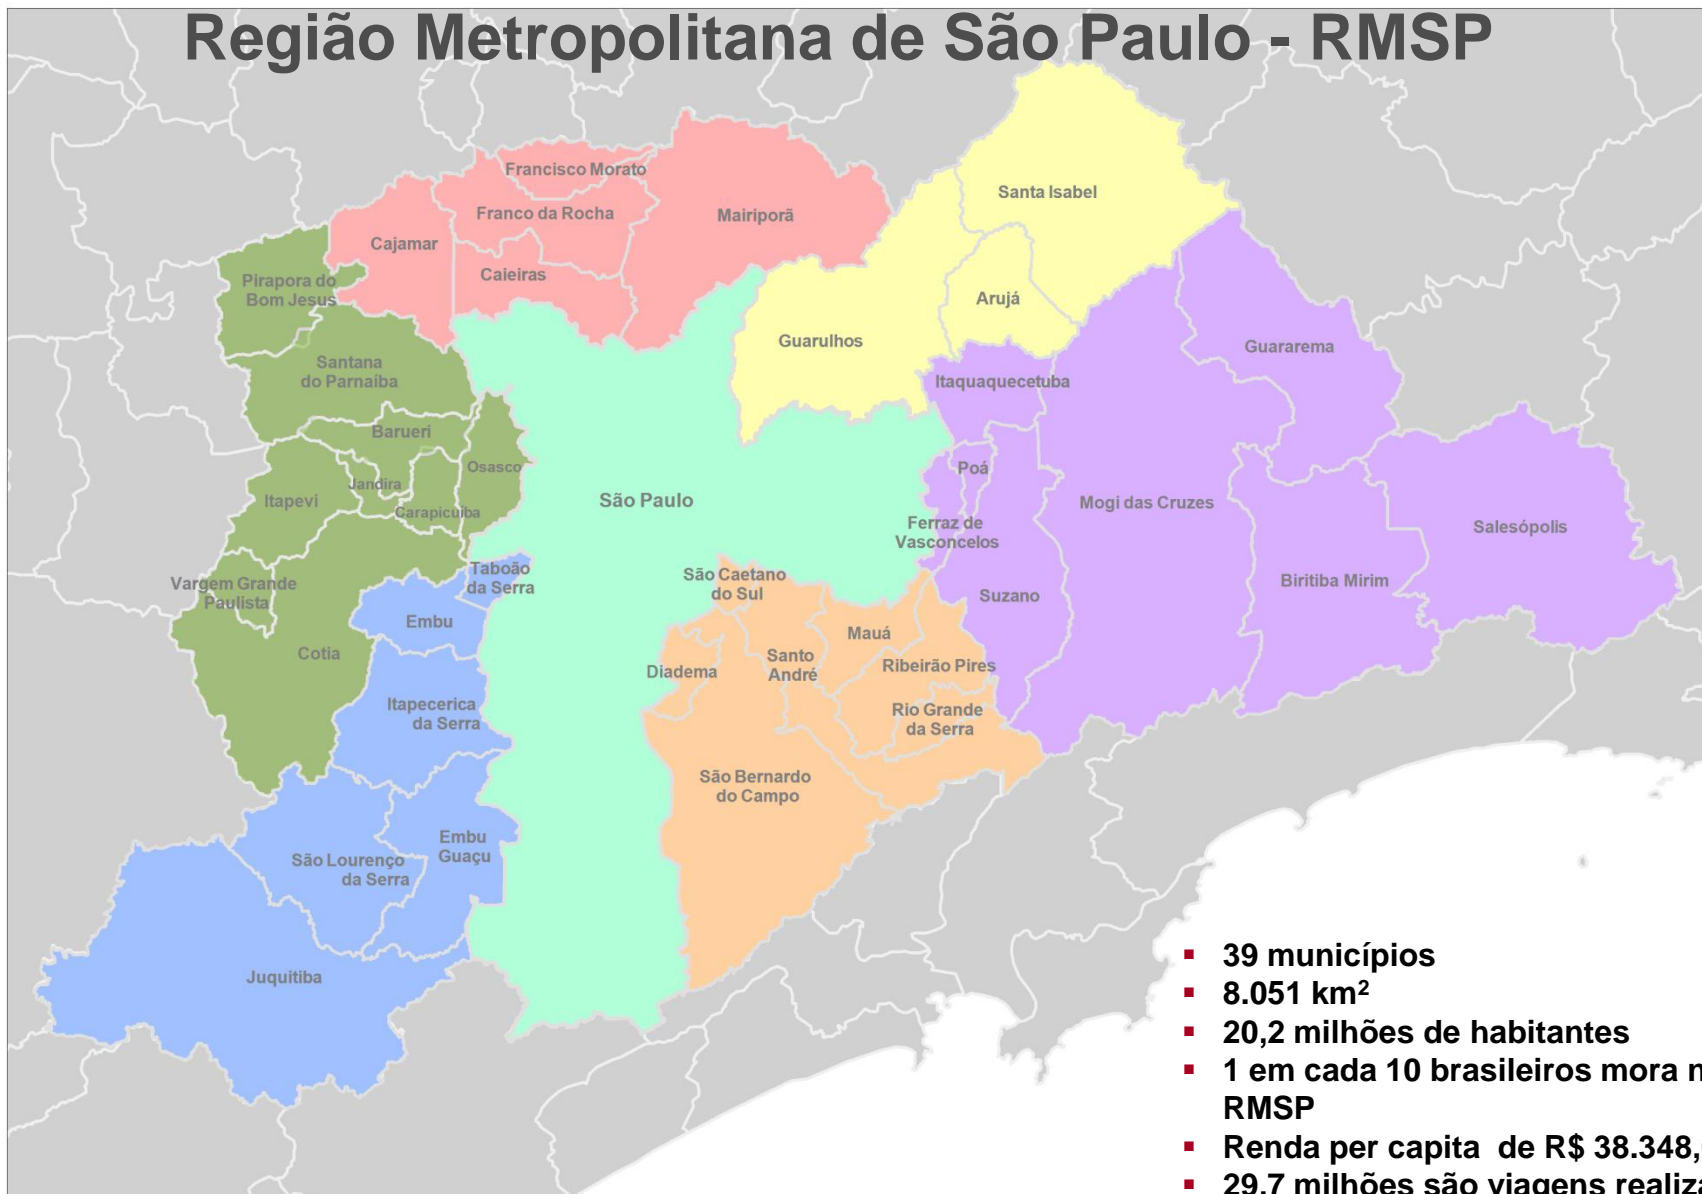 Região Metropolitana de São Paulo - RMSP
Francisco Morato
Santa Isabel
Franco da Rocha
Mairiporã
Cajamar
Caieiras
Pirapora do
Bom Jesus
Arujá
Guarulhos
Guararema
Santana
do Parnaíba
Itaquaquecetuba
Barueri
Osasco
Poá
Jandira
Itapevi
São Paulo
Mogi das Cruzes
Carapicuíba
Ferraz de
Vasconcelos
Salesópolis
Taboão
da Serra
São Caetano
do Sul
Vargem Grande
Paulista
Biritiba Mirim
Suzano
Embu
Mauá
Cotia
Santo
André
Diadema
Ribeirão Pires
Itapecerica
da Serra
Rio Grande
da Serra
São Bernardo
do Campo
Embu
Guaçu
São Lourenço
da Serra
Juquitiba
39 municípios
8.051 km²
20,2 milhões de habitantes
1 em cada 10 brasileiros mora
RMSP
Renda per capita de R$ 38.348,
29,7 milhões são viagens